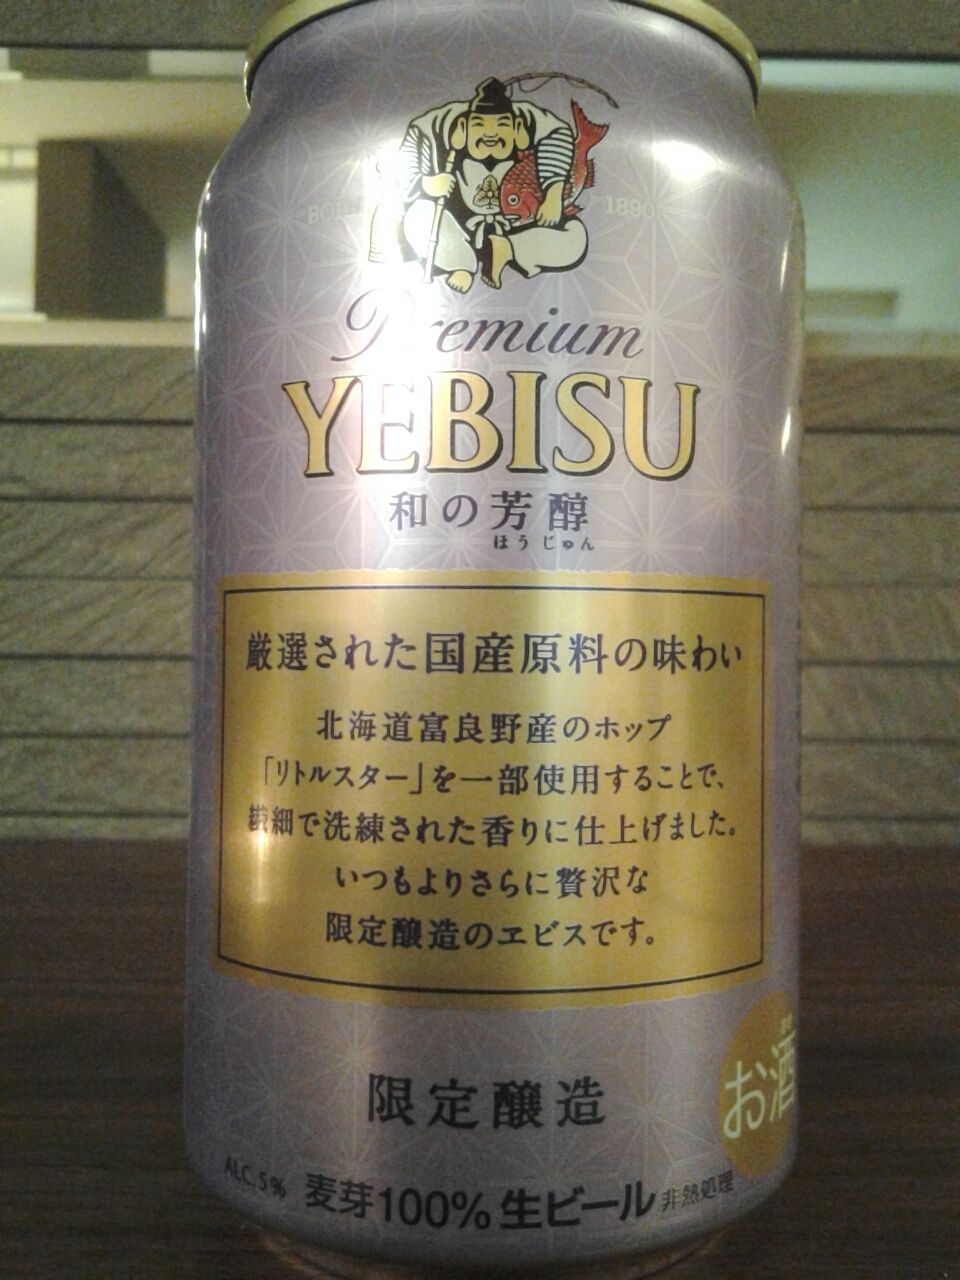 1890
Premium
YEBISU
和の芳醇
ほうじゅん
厳選された国産原料の味わい
北海道富良野産のホップ
「リトルスター」を一部使用することで、
繊細で洗練された香りに仕上げました。
いつもよりさらに贅沢な
限定醸造のエビスです。
お酒
限定醸造
ALC.5% 麦芽100% 生ビール 非熱処理